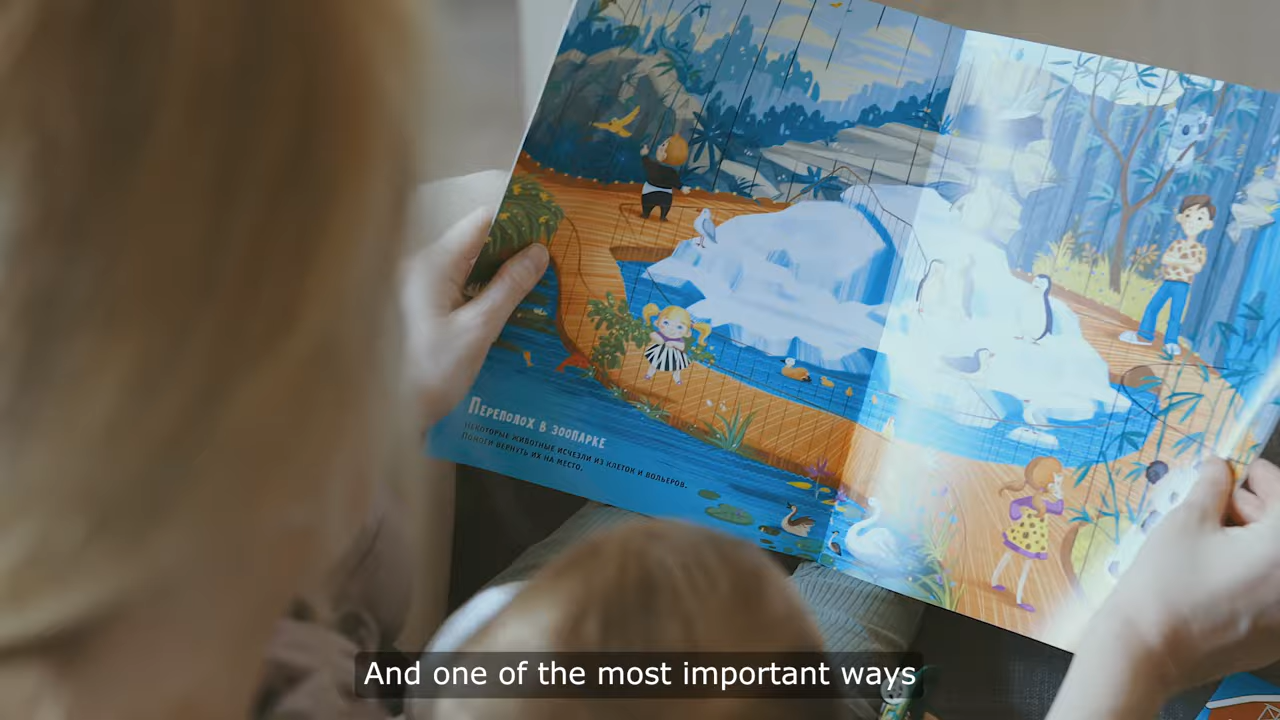 Переполох в зоопарке
Некоторые животные исчезли из клеток и вольеров.
Помоги вернуть их на место.
And one of the most important ways